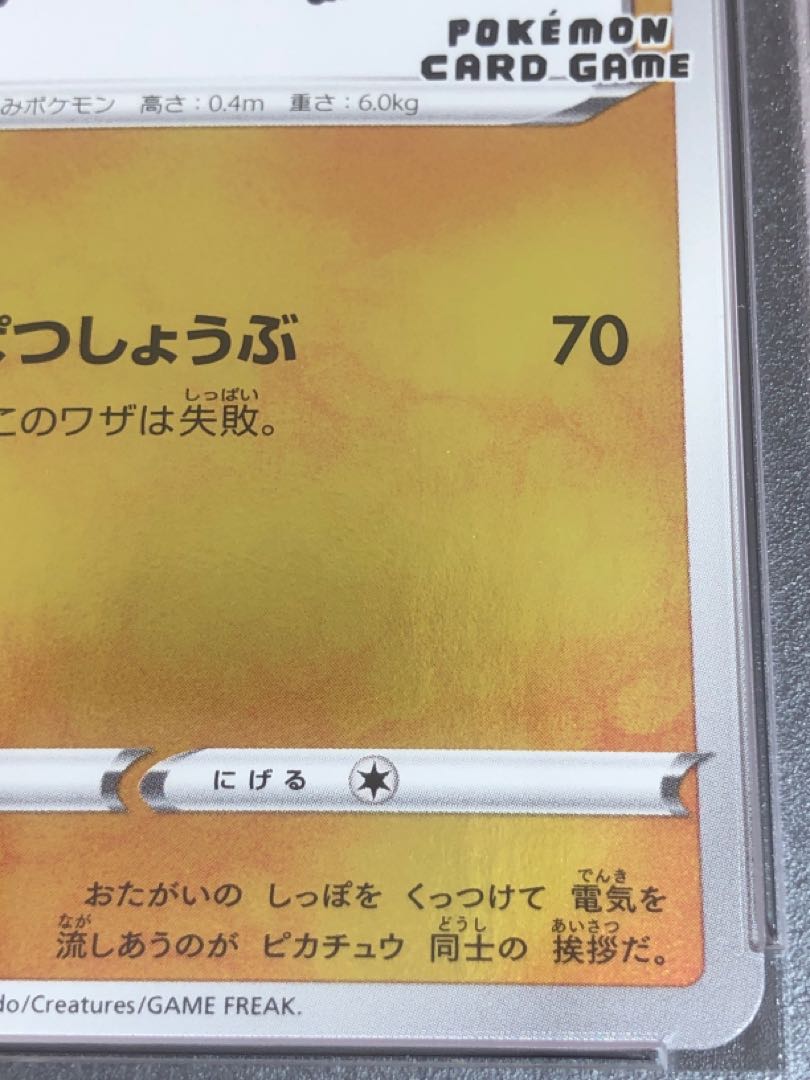 POKÉMON
CARD GAME
みポケモン 高さ：0.4m 重さ：6.0kg
つしょうぶ 70
しっぱい
このワザは失敗。
にげる
でんき
おたがいの しっぽを くっつけて 電気を
なが どうし あいさつ
流しあうのが ピカチュウ 同士の 挨拶だ。
do/Creatures/GAME FREAK.